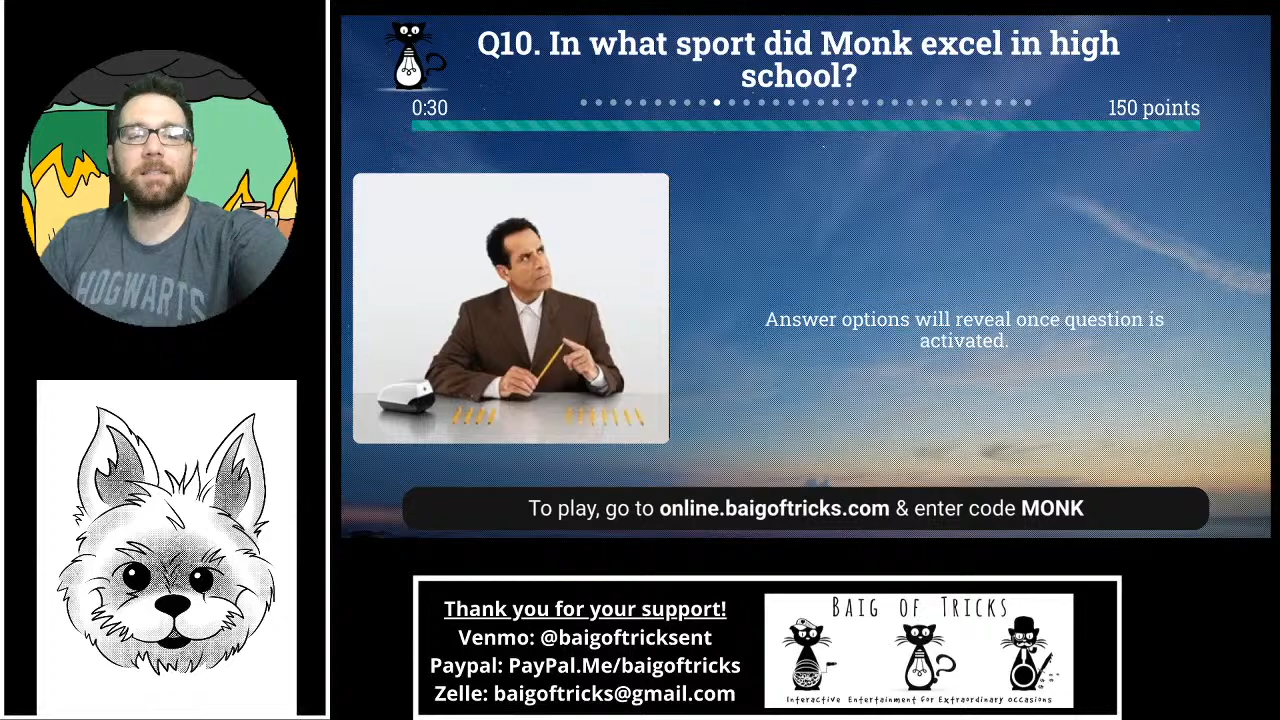 Q10. In what sport did Monk excel in high
school?
0:30
150 points
HOGWARTS
Answer options will reveal once question is
activated.
To play, go to online.baigoftricks.com & enter code MONK
Thank you for your support!
Venmo: @baigoftricksent
Paypal: PayPal.Me/baigoftricks
Zelle: baigoftricks@gmail.com
BAIG OF TRICKS
Interactive Entertainment for Extraordinary occasions